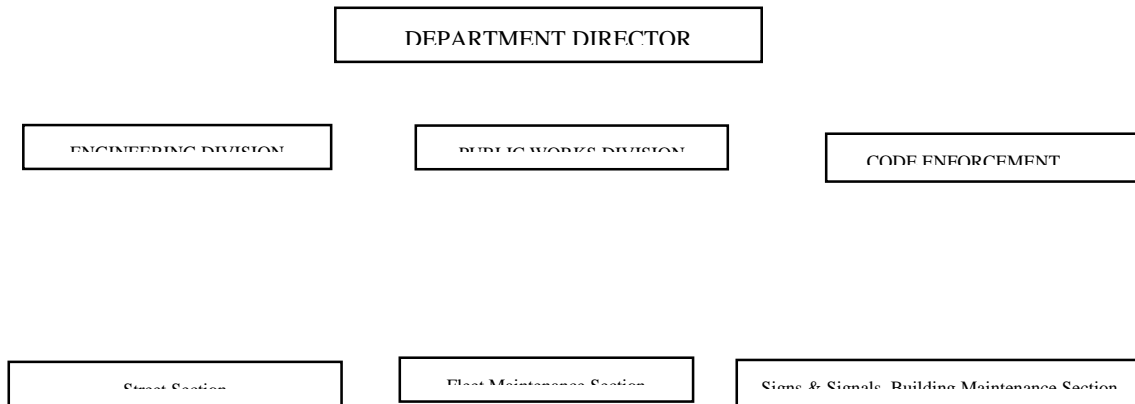 DEPARTMENT DIRECTOR
ENGINEERING DIVISION
PUBLIC WORKS DIVISION
CODE ENFORCEMENT
Street Section
Fleet Maintenance Section
Signs & Signals, Building Maintenance Section